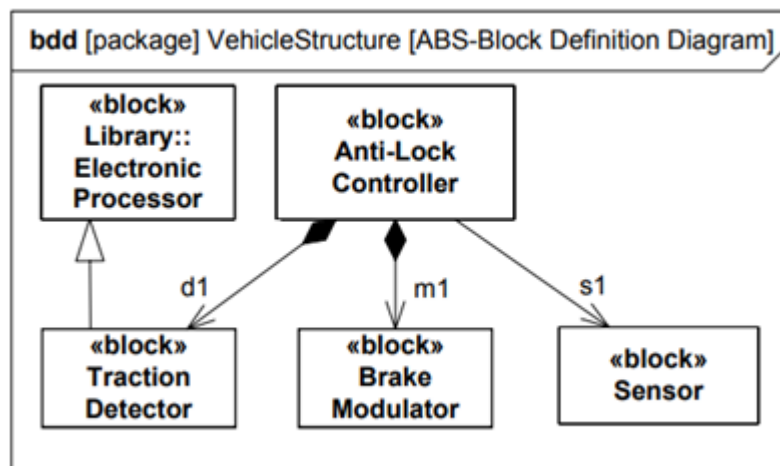 bdd [package] VehicleStructure [ABS-Block Definition Diagram]
«block»
Library::
Electronic
Processor
«block»
Anti-Lock
Controller
d1
m1
s1
«block»
Traction
Detector
«block»
Brake
Modulator
«block»
Sensor